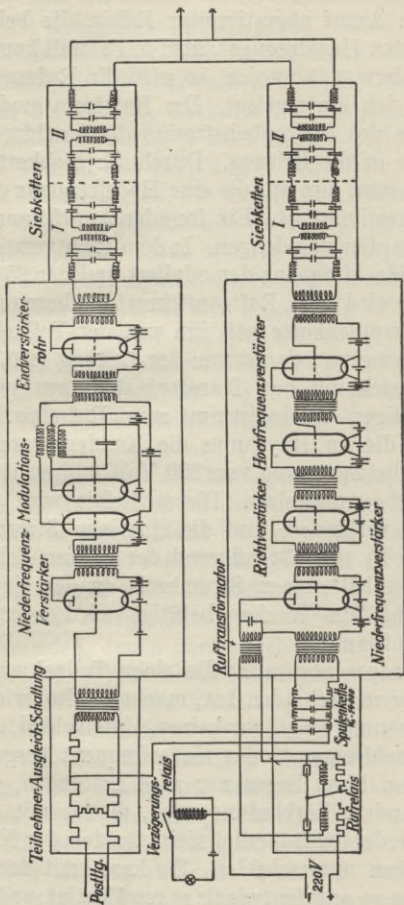 Siebketten
I
II
Endverstärker
rohr
Modulations-
Niederfrequenz-
Verstärker
Teilnehmer-Ausgleich-Schaltung
Postltg.
Verzögerungs-
relais
Siebketten
I
II
Hochfrequenzverstärker
Richtverstärker
Niederfrequenzverstärker
Ruftransformator
Spulenkette
Rufrelais
220 V